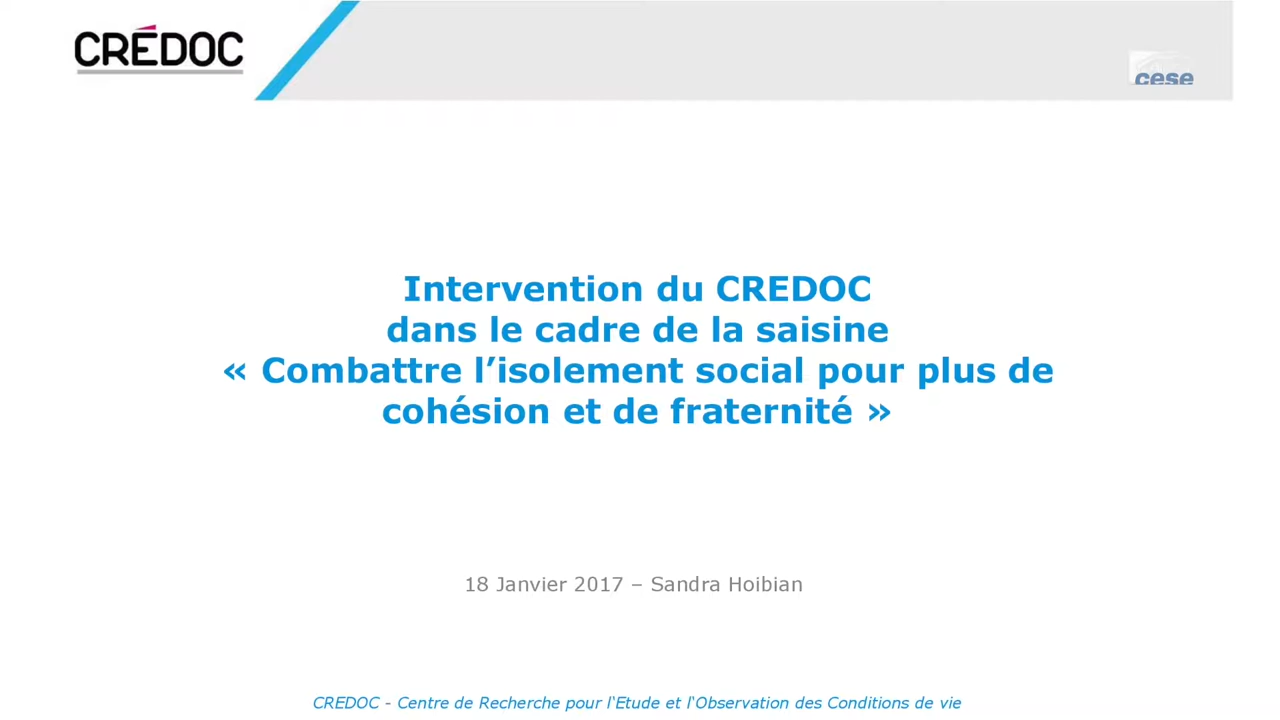 CRÉDOC
cese
Intervention du CREDOC
dans le cadre de la saisine
« Combattre l’isolement social pour plus de
cohésion et de fraternité »
18 Janvier 2017 – Sandra Hoibian
CREDOC - Centre de Recherche pour l'Etude et l'Observation des Conditions de vie